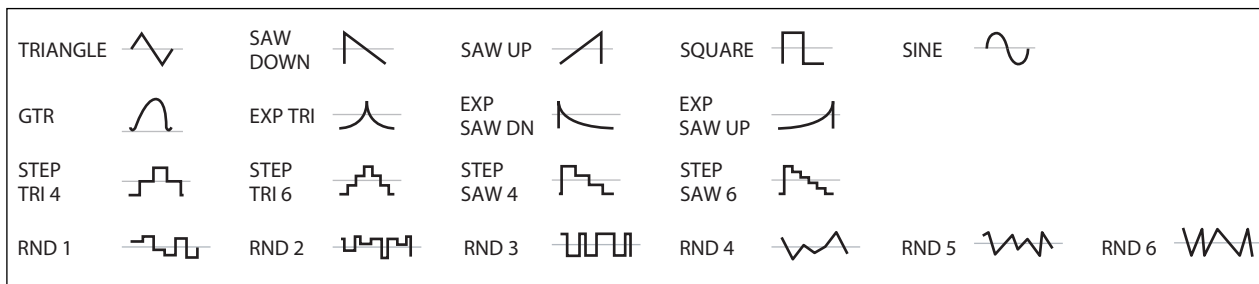 TRIANGLE
SAW
DOWN
SAW UP
SQUARE
SINE
GTR
EXP TRI
EXP
SAW DN
EXP
SAW UP
STEP
TRI 4
STEP
TRI 6
STEP
SAW 4
STEP
SAW 6
RND 1
RND 2
RND 3
RND 4
RND 5
RND 6